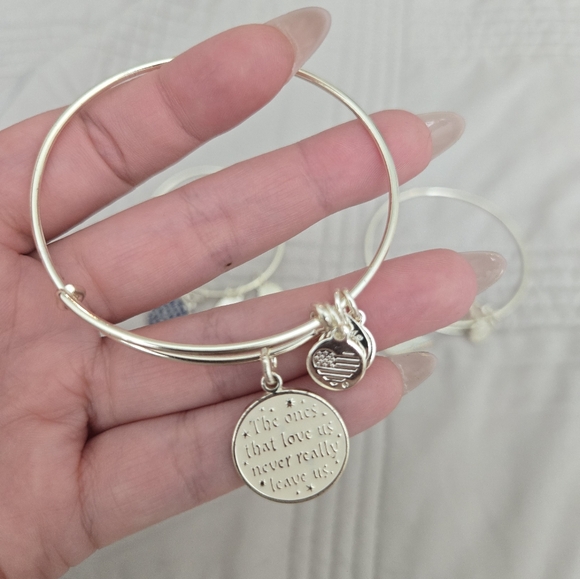 The ones
that love us
never really
leave us.